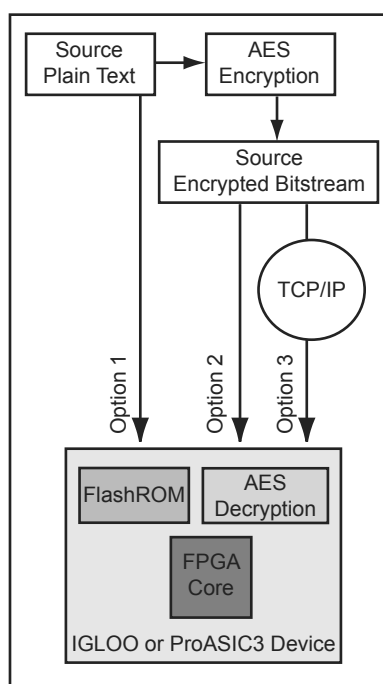 Source
Plain Text
AES
Encryption
Source
Encrypted Bitstream
TCP/IP
Option 1
Option 2
Option 3
FlashROM
AES
Decryption
FPGA
Core
IGLOO or ProASIC3 Device